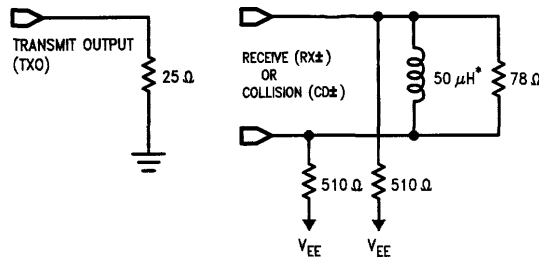 TRANSMIT OUTPUT
(TXO)
25 Ω
RECEIVE (RX±)
OR
COLLISION (CD±)
50 μH*
78 Ω
510 Ω
510 Ω
VEE
VEE